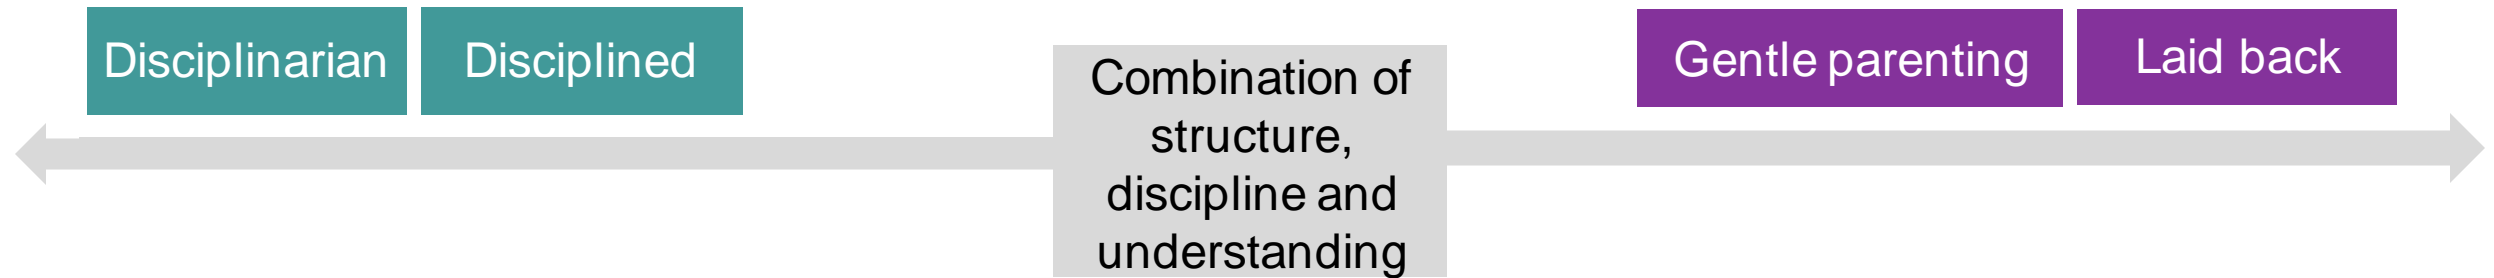 Disciplinarian
Disciplined
Combination of
structure,
discipline and
understanding
Gentle parenting
Laid back